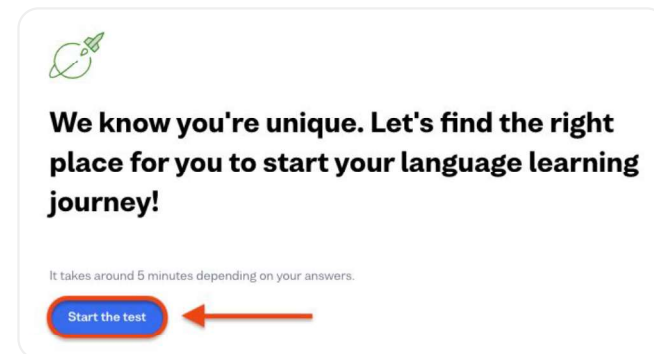 We know you're unique. Let's find the right
place for you to start your language learning
journey!
It takes around 5 minutes depending on your answers.
Start the test